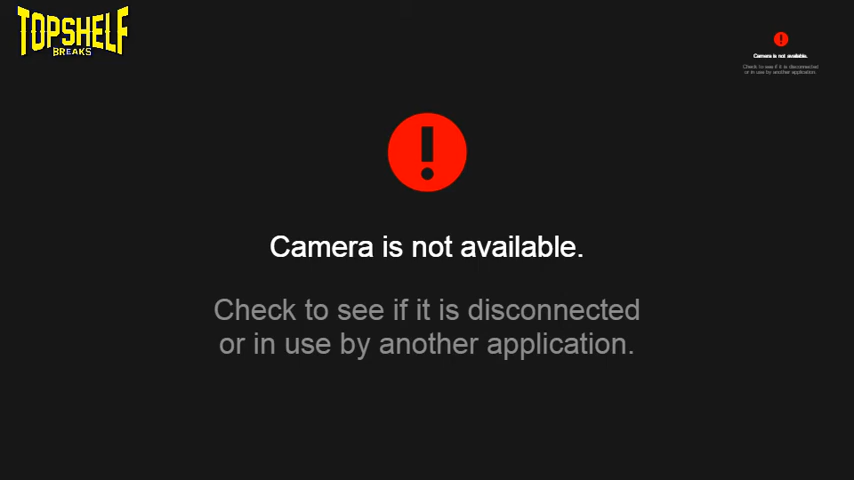 TOPSHELF
BREAKS
Camera is not available.
Check to see if it is disconnected
or in use by another application.
Camera is not available.
Check to see if it is disconnected
or in use by another application.